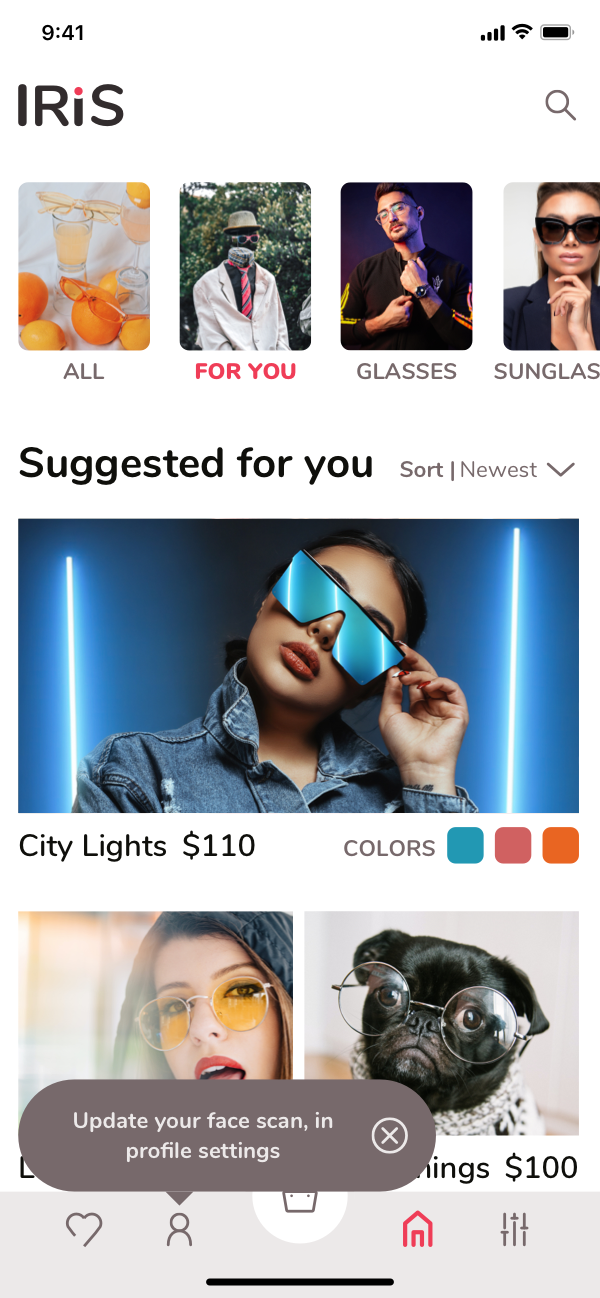 9:41
IRiS
ALL
FOR YOU
GLASSES
SUNGLAS
Suggested for you
Sort | Newest
City Lights $110
COLORS
Update your face scan, in
profile settings
$100